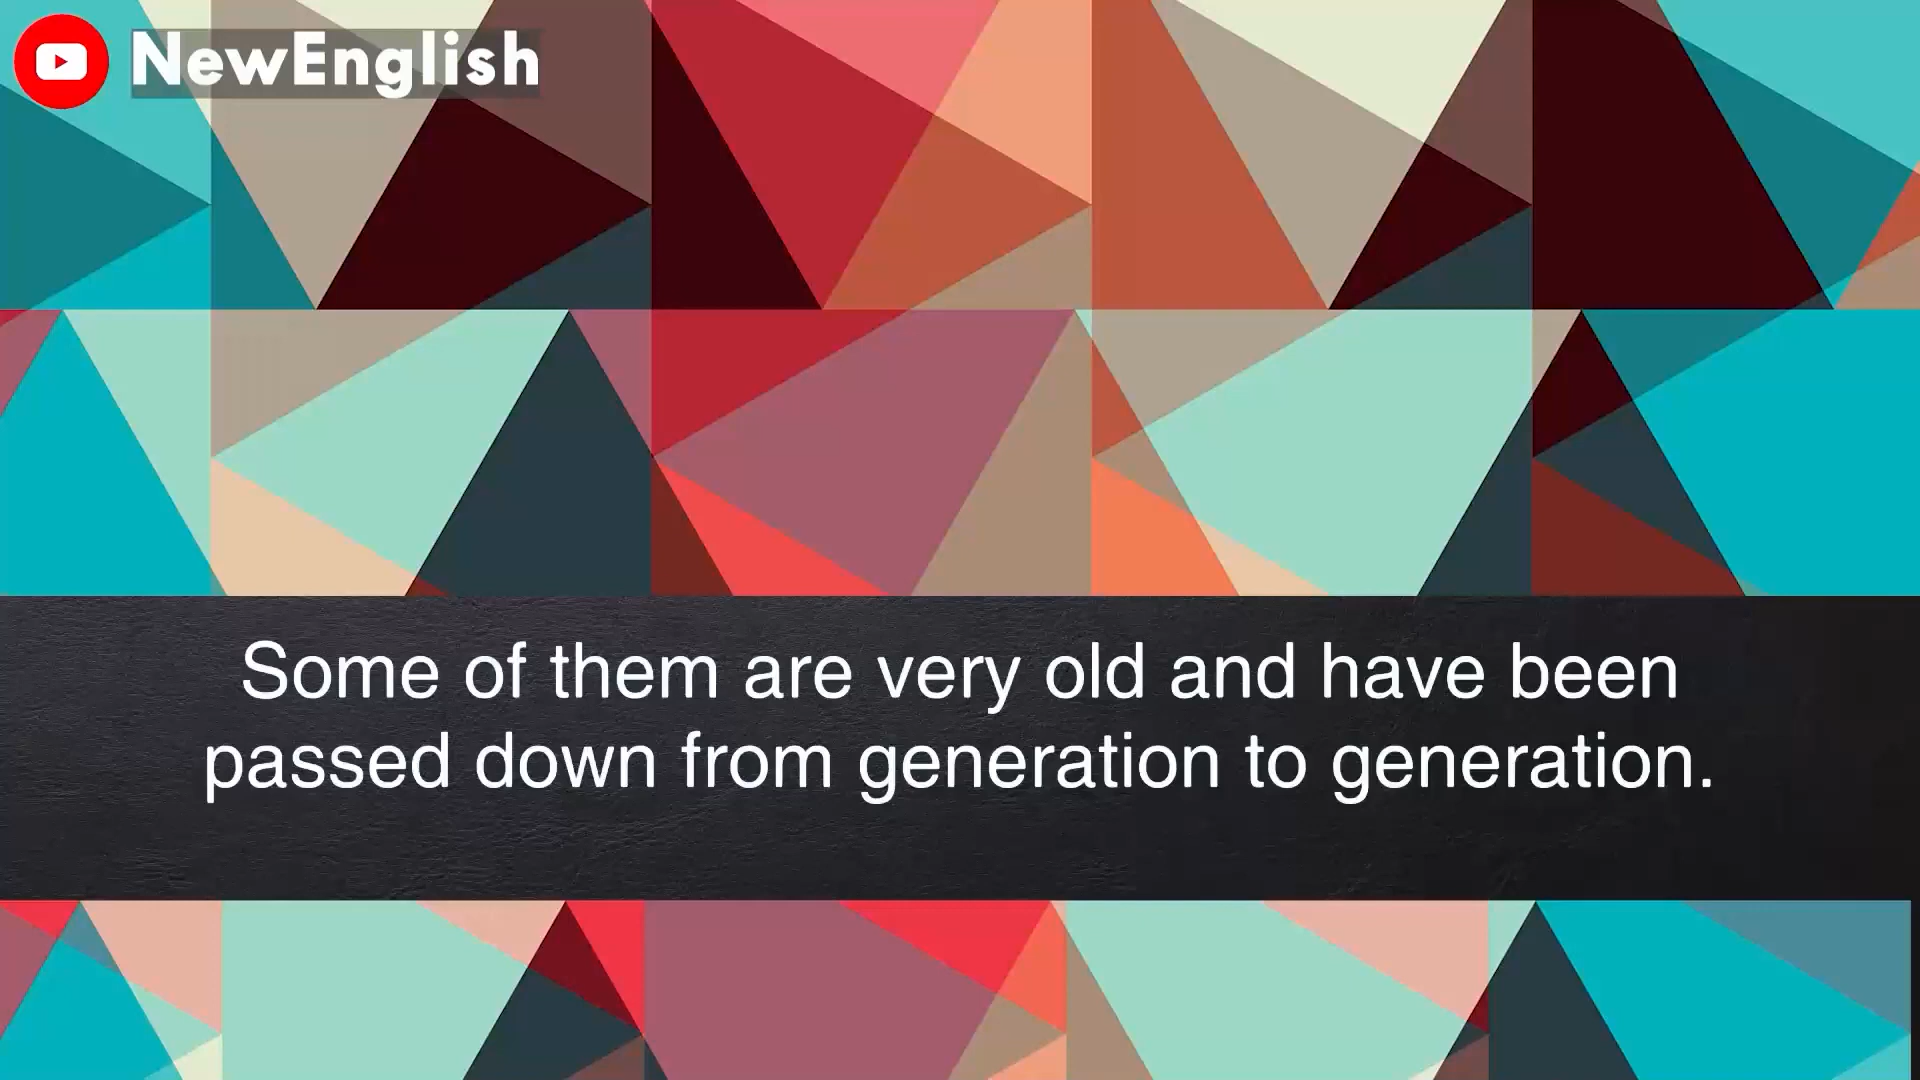 NewEnglish
Some of them are very old and have been
passed down from generation to generation.